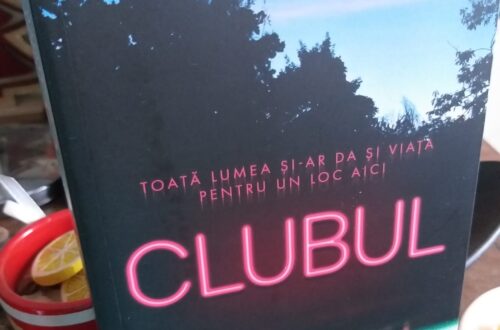 TOATĂ LUMEA ȘI-AR DA ȘI VIAȚA
PENTRU UN LOC AICI
CLUBUL